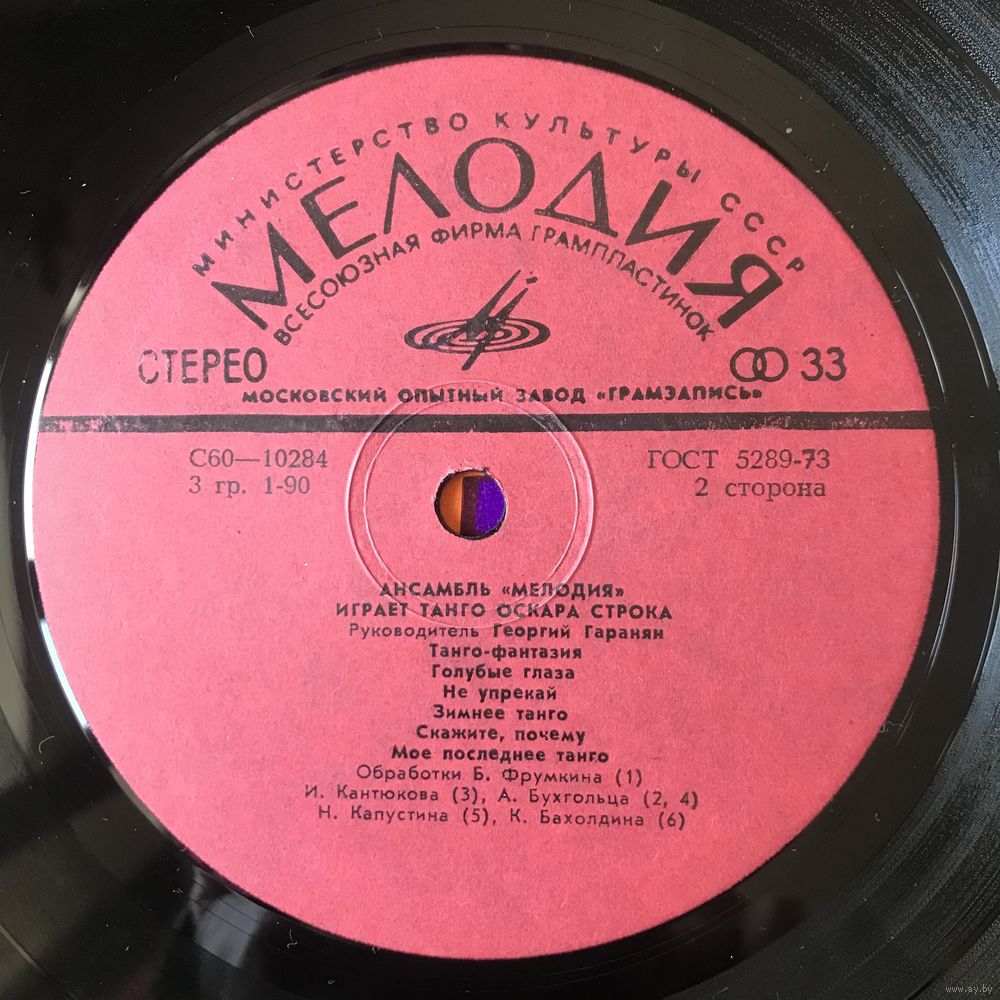 МИНИСТЕРСТВО КУЛЬТУРЫ СССР
МЕЛОДИЯ
ВСЕСОЮЗНАЯ ФИРМА ГРАМПЛАСТИНОК
СТЕРЕО
33
МОСКОВСКИЙ ОПЫТНЫЙ ЗАВОД «ГРАМЗАПИСЬ»
С60—10284
ГОСТ 5289-73
3 гр. 1-90
2 сторона
АНСАМБЛЬ «МЕЛОДИЯ»
ИГРАЕТ ТАНГО ОСКАРА СТРОКА
Руководитель Георгий Гаранян
Танго-фантазия
Голубые глаза
Не упрекай
Зимнее танго
Скажите, почему
Мое последнее танго
Обработки Б. Фрумкина (1)
И. Кантюкова (3), А. Бухгольца (2, 4)
Н. Капустина (5), К. Бахолдина (6)
www.ay.by